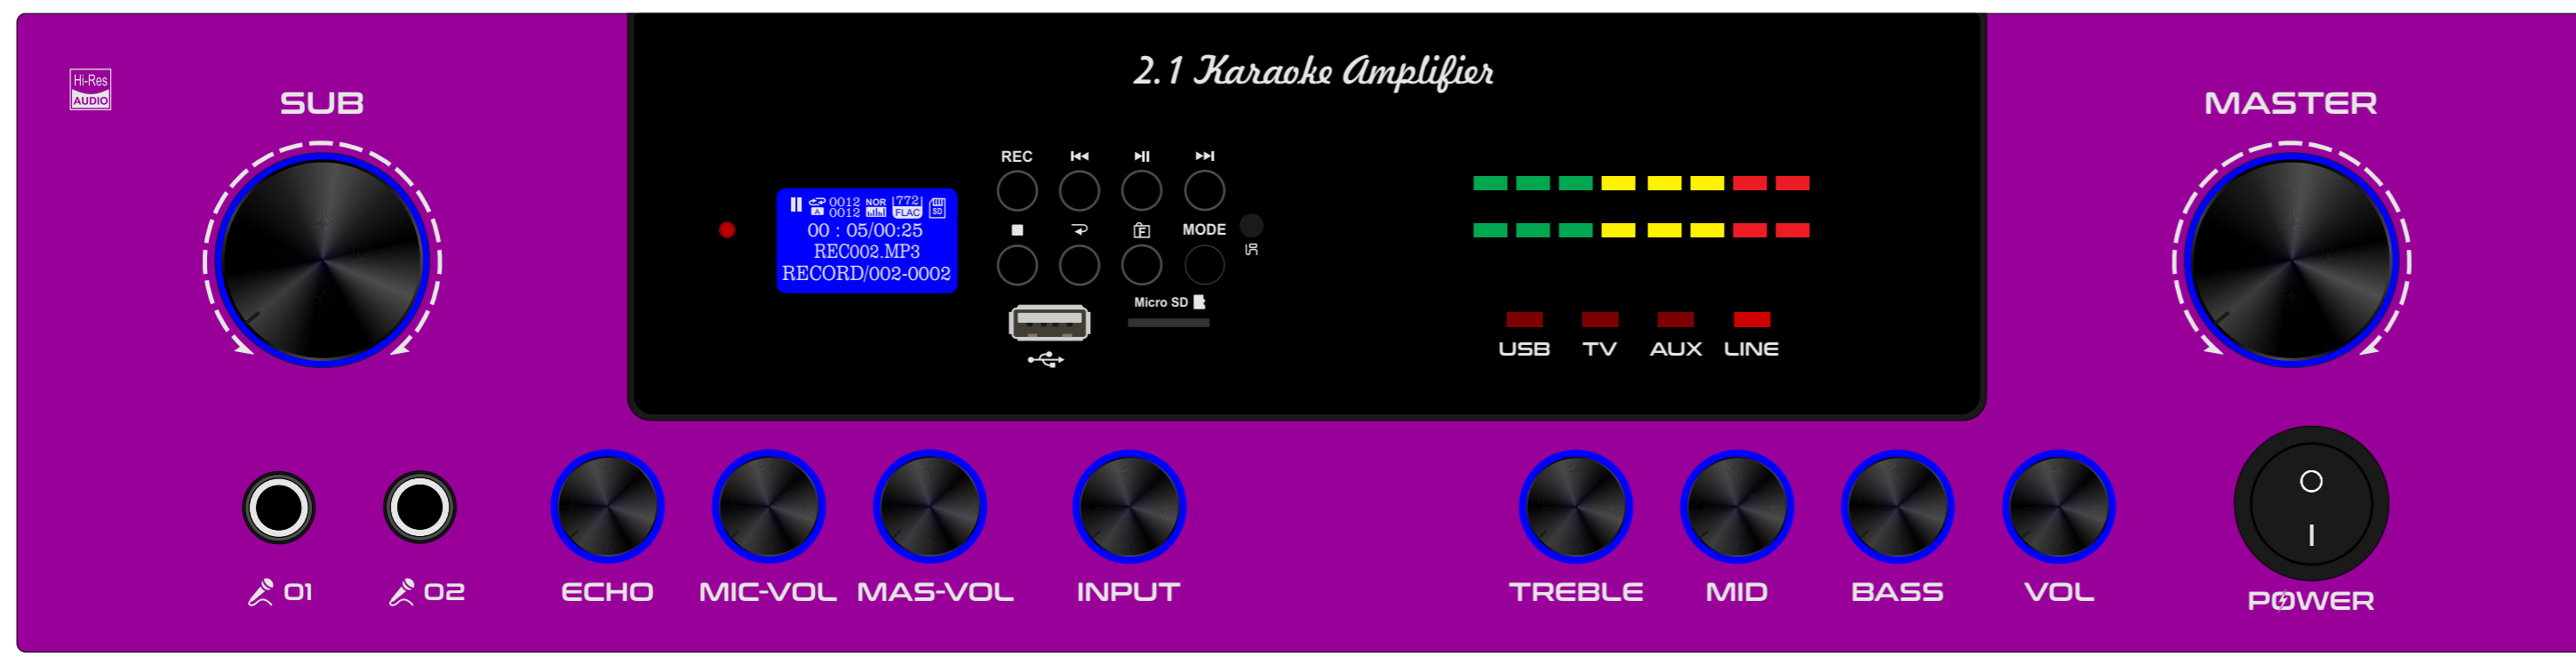 2.1 Karaoke Amplifier
Hi-Res
AUDIO
SUB
MASTER
REC
0012 NOR 772
A 0012 FLAC SD
00 : 05/00:25
REC002.MP3
RECORD/002-0002
F
MODE
IR
Micro SD
USB TV AUX LINE
01 02 ECHO MIC-VOL MAS-VOL INPUT TREBLE MID BASS VOL
POWER